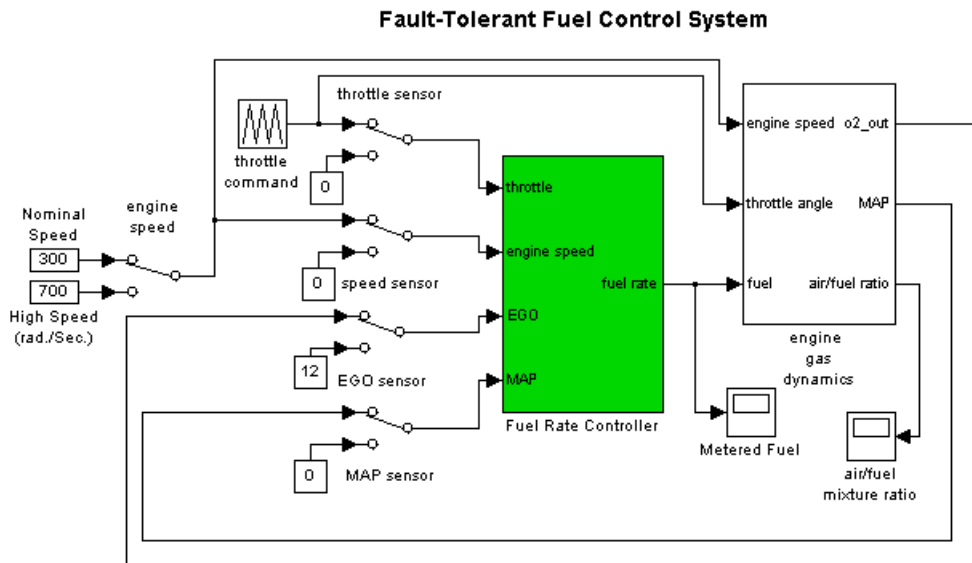 Fault-Tolerant Fuel Control System
throttle sensor
throttle
command
0
engine
speed
Nominal
Speed
300
700
High Speed
(rad./Sec.)
0
speed sensor
12
EGO sensor
0
MAP sensor
throttle
engine speed
fuel rate
EGO
MAP
Fuel Rate Controller
engine speed
o2_out
throttle angle
MAP
fuel
air/fuel ratio
engine
gas
dynamics
Metered Fuel
air/fuel
mixture ratio